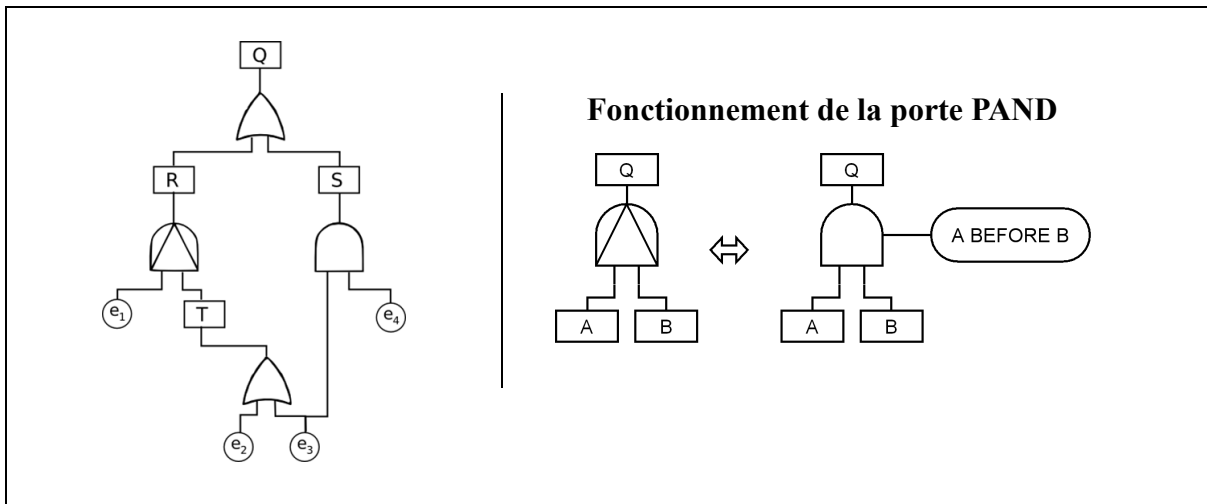 Q
R S
e₁ T e₄
e₂ e₃
Fonctionnement de la porte PAND
Q Q
A BEFORE B
A B A B